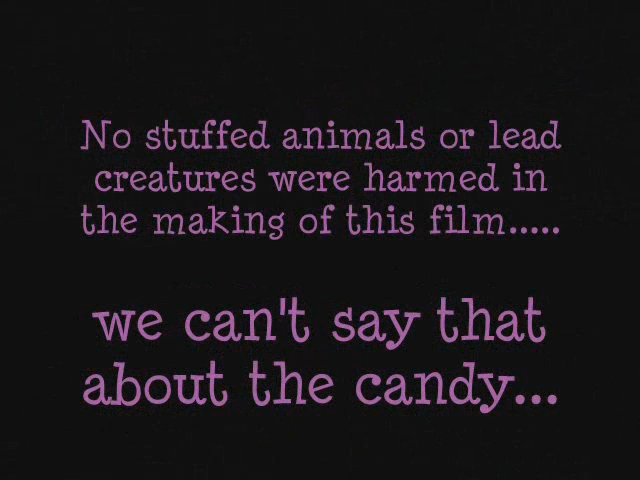 No stuffed animals or lead
creatures were harmed in
the making of this film.....
we can't say that
about the candy...